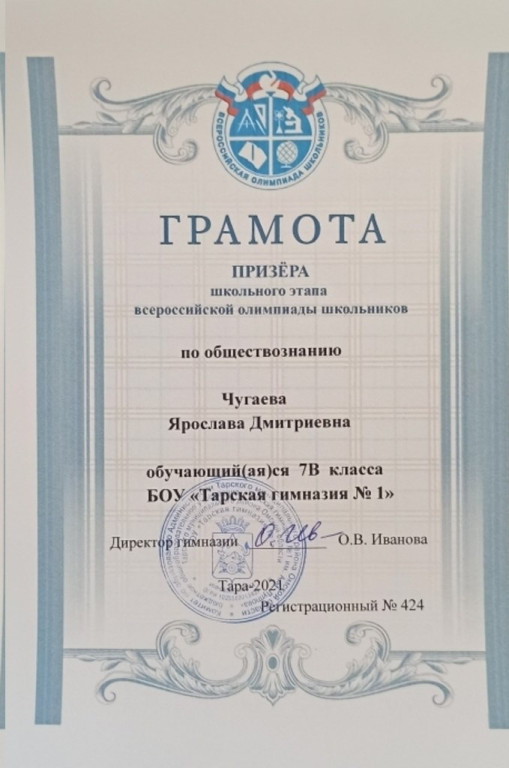 ВСЕРОССИЙСКАЯ ОЛИМПИАДА ШКОЛЬНИКОВ
ГРАМОТА
ПРИЗЁРА
школьного этапа
всероссийской олимпиады школьников
по обществознанию
Чугаева
Ярослава Дмитриевна
обучающий(ая)ся 7В класса
БОУ «Тарская гимназия № 1»
Директор гимназии О.В. Иванова
Тара-2021
Регистрационный № 424